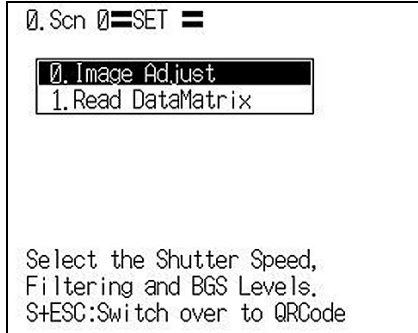 0.Scn 0=SET =
0.Image Adjust
1.Read DataMatrix
Select the Shutter Speed,
Filtering and BGS Levels.
S+ESC:Switch over to QRCode